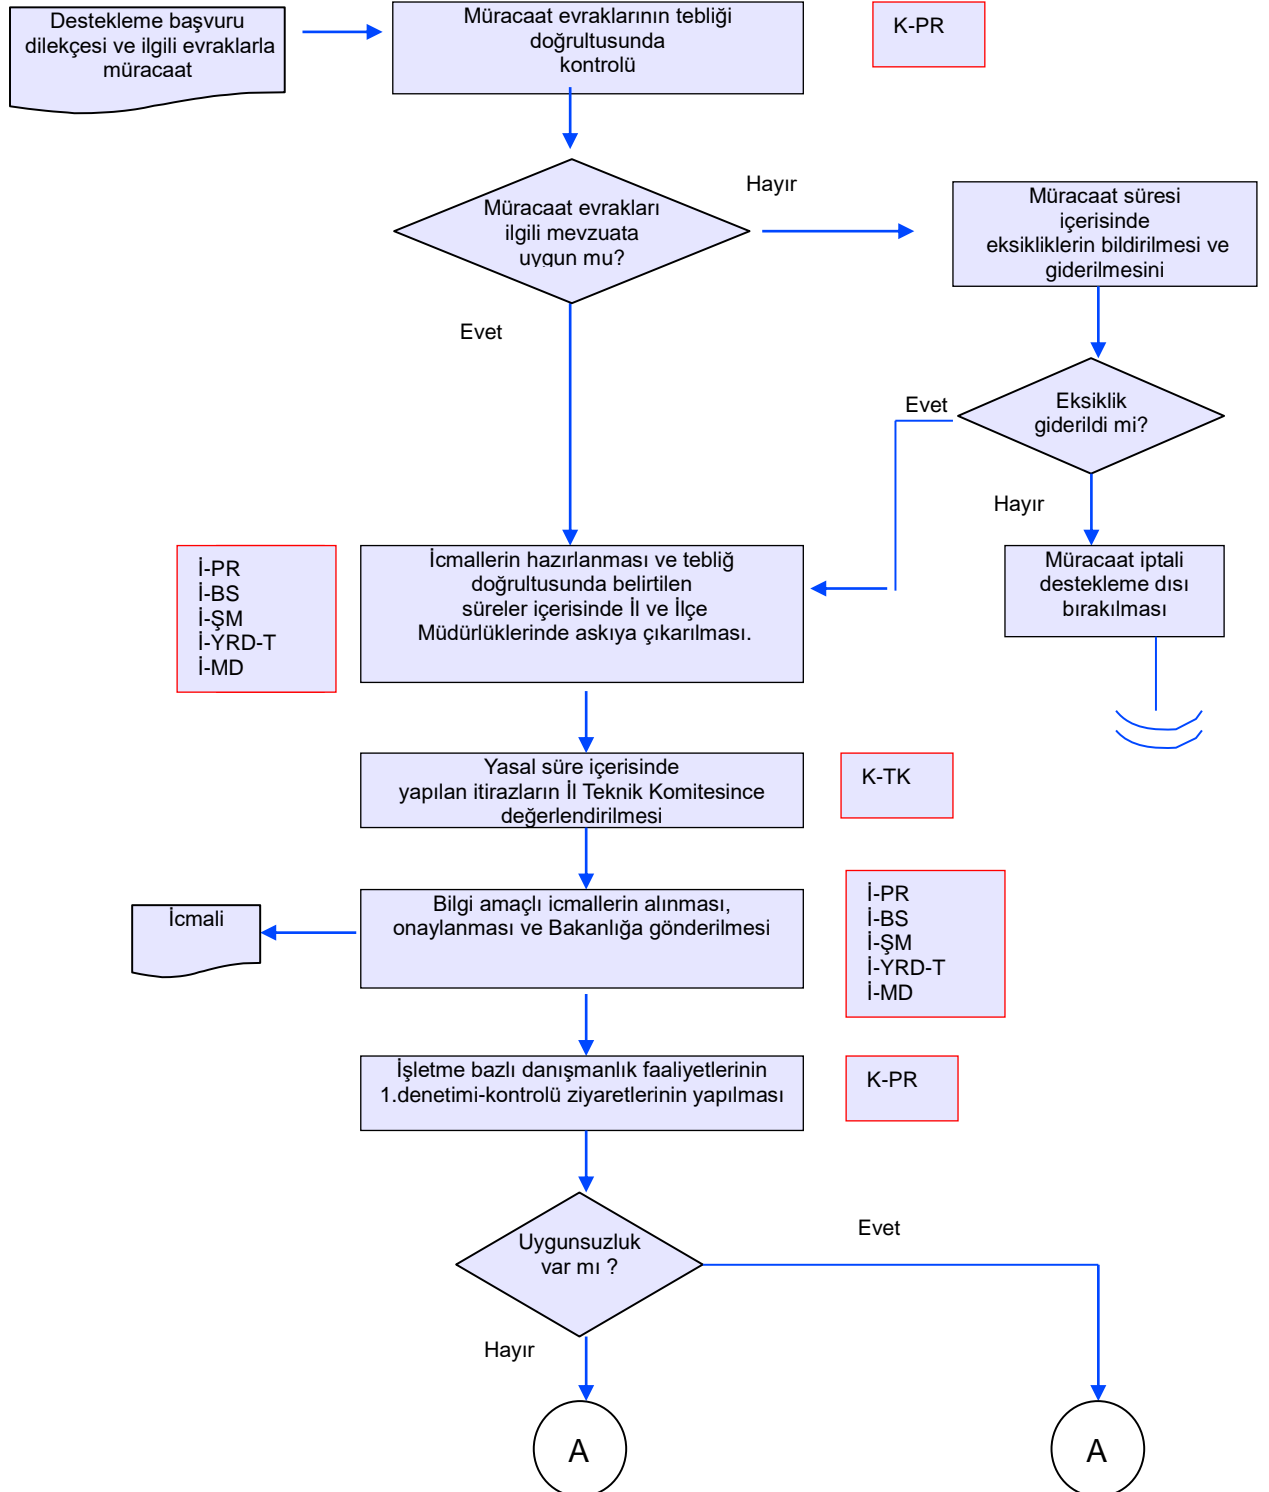 Destekleme başvuru
dilekçesi ve ilgili evraklarla
müracaat
Müracaat evraklarının tebliği
doğrultusunda
kontrolü
K-PR
Müracaat evrakları
ilgili mevzuata
uygun mu?
Hayır
Müracaat süresi
içerisinde
eksikliklerin bildirilmesi ve
giderilmesini
Evet
Evet
Eksiklik
giderildi mi?
Hayır
İ-PR
İ-BS
İ-ŞM
İ-YRD-T
İ-MD
İcmallerin hazırlanması ve tebliğ
doğrultusunda belirtilen
süreler içerisinde İl ve İlçe
Müdürlüklerinde askıya çıkarılması.
Müracaat iptali
destekleme dısı
bırakılması
Yasal süre içerisinde
yapılan itirazların İl Teknik Komitesince
değerlendirilmesi
K-TK
İcmali
Bilgi amaçlı icmallerin alınması,
onaylanması ve Bakanlığa gönderilmesi
İ-PR
İ-BS
İ-ŞM
İ-YRD-T
İ-MD
İşletme bazlı danışmanlık faaliyetlerinin
1.denetimi-kontrolü ziyaretlerinin yapılması
K-PR
Uygunsuzluk
var mı ?
Evet
Hayır
A
A